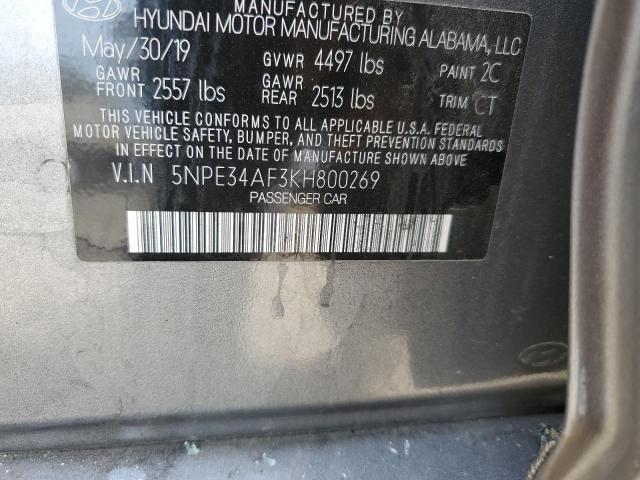 MANUFACTURED BY
HYUNDAI MOTOR MANUFACTURING ALABAMA, LLC
May/30/19 GVWR 4497 lbs PAINT 2C
GAWR FRONT 2557 lbs GAWR REAR 2513 lbs TRIM CT
THIS VEHICLE CONFORMS TO ALL APPLICABLE U.S.A. FEDERAL
MOTOR VEHICLE SAFETY, BUMPER, AND THEFT PREVENTION STANDARDS
IN EFFECT ON THE DATE OF MANUFACTURE SHOWN ABOVE.
V.I.N 5NPE34AF3KH800269
PASSENGER CAR